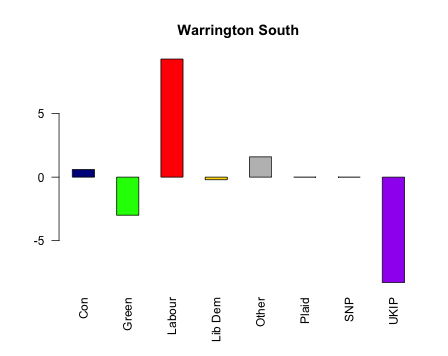 Warrington South
5
0
-5
Con
Green
Labour
Lib Dem
Other
Plaid
SNP
UKIP